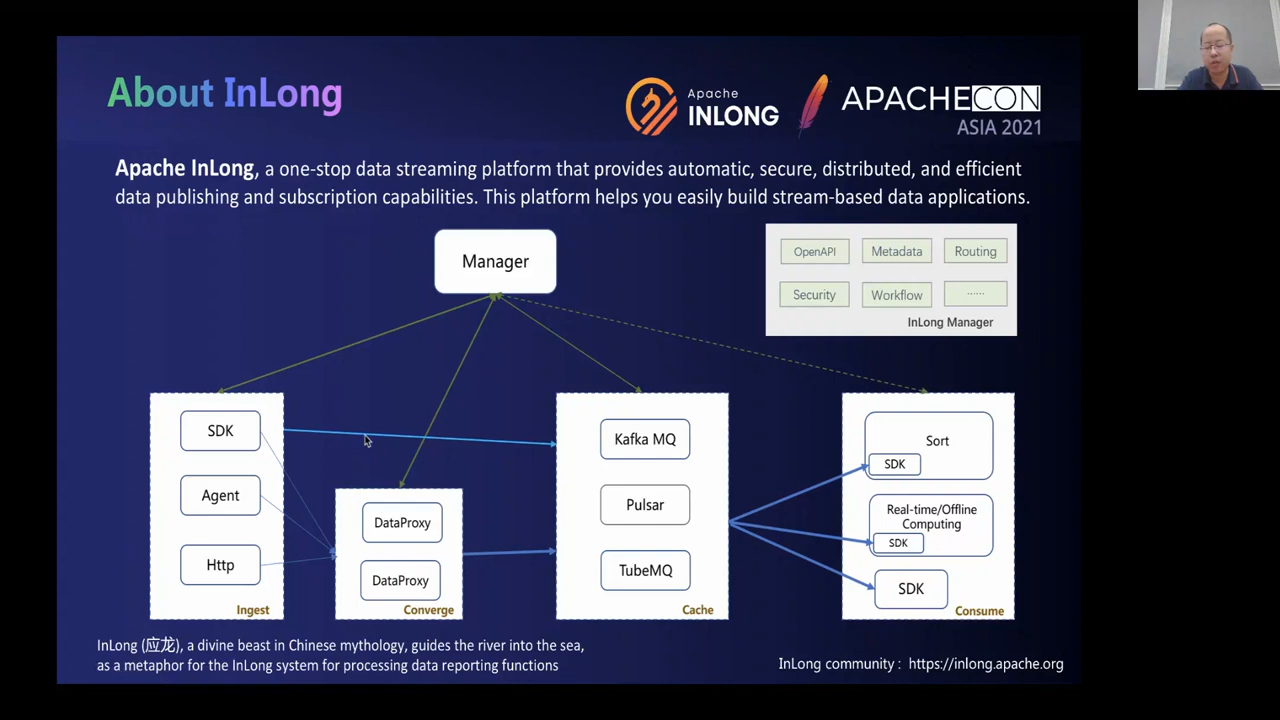 About InLong
Apache
INLONG
APACHECON
ASIA 2021
Apache InLong, a one-stop data streaming platform that provides automatic, secure, distributed, and efficient
data publishing and subscription capabilities. This platform helps you easily build stream-based data applications.
Manager
OpenAPI
Metadata
Routing
Security
Workflow
......
InLong Manager
SDK
Agent
Http
Ingest
DataProxy
DataProxy
Converge
Kafka MQ
Pulsar
TubeMQ
Cache
Sort
SDK
Real-time/Offline
Computing
SDK
SDK
Consume
InLong (应龙), a divine beast in Chinese mythology, guides the river into the sea,
as a metaphor for the InLong system for processing data reporting functions
InLong community : https://inlong.apache.org